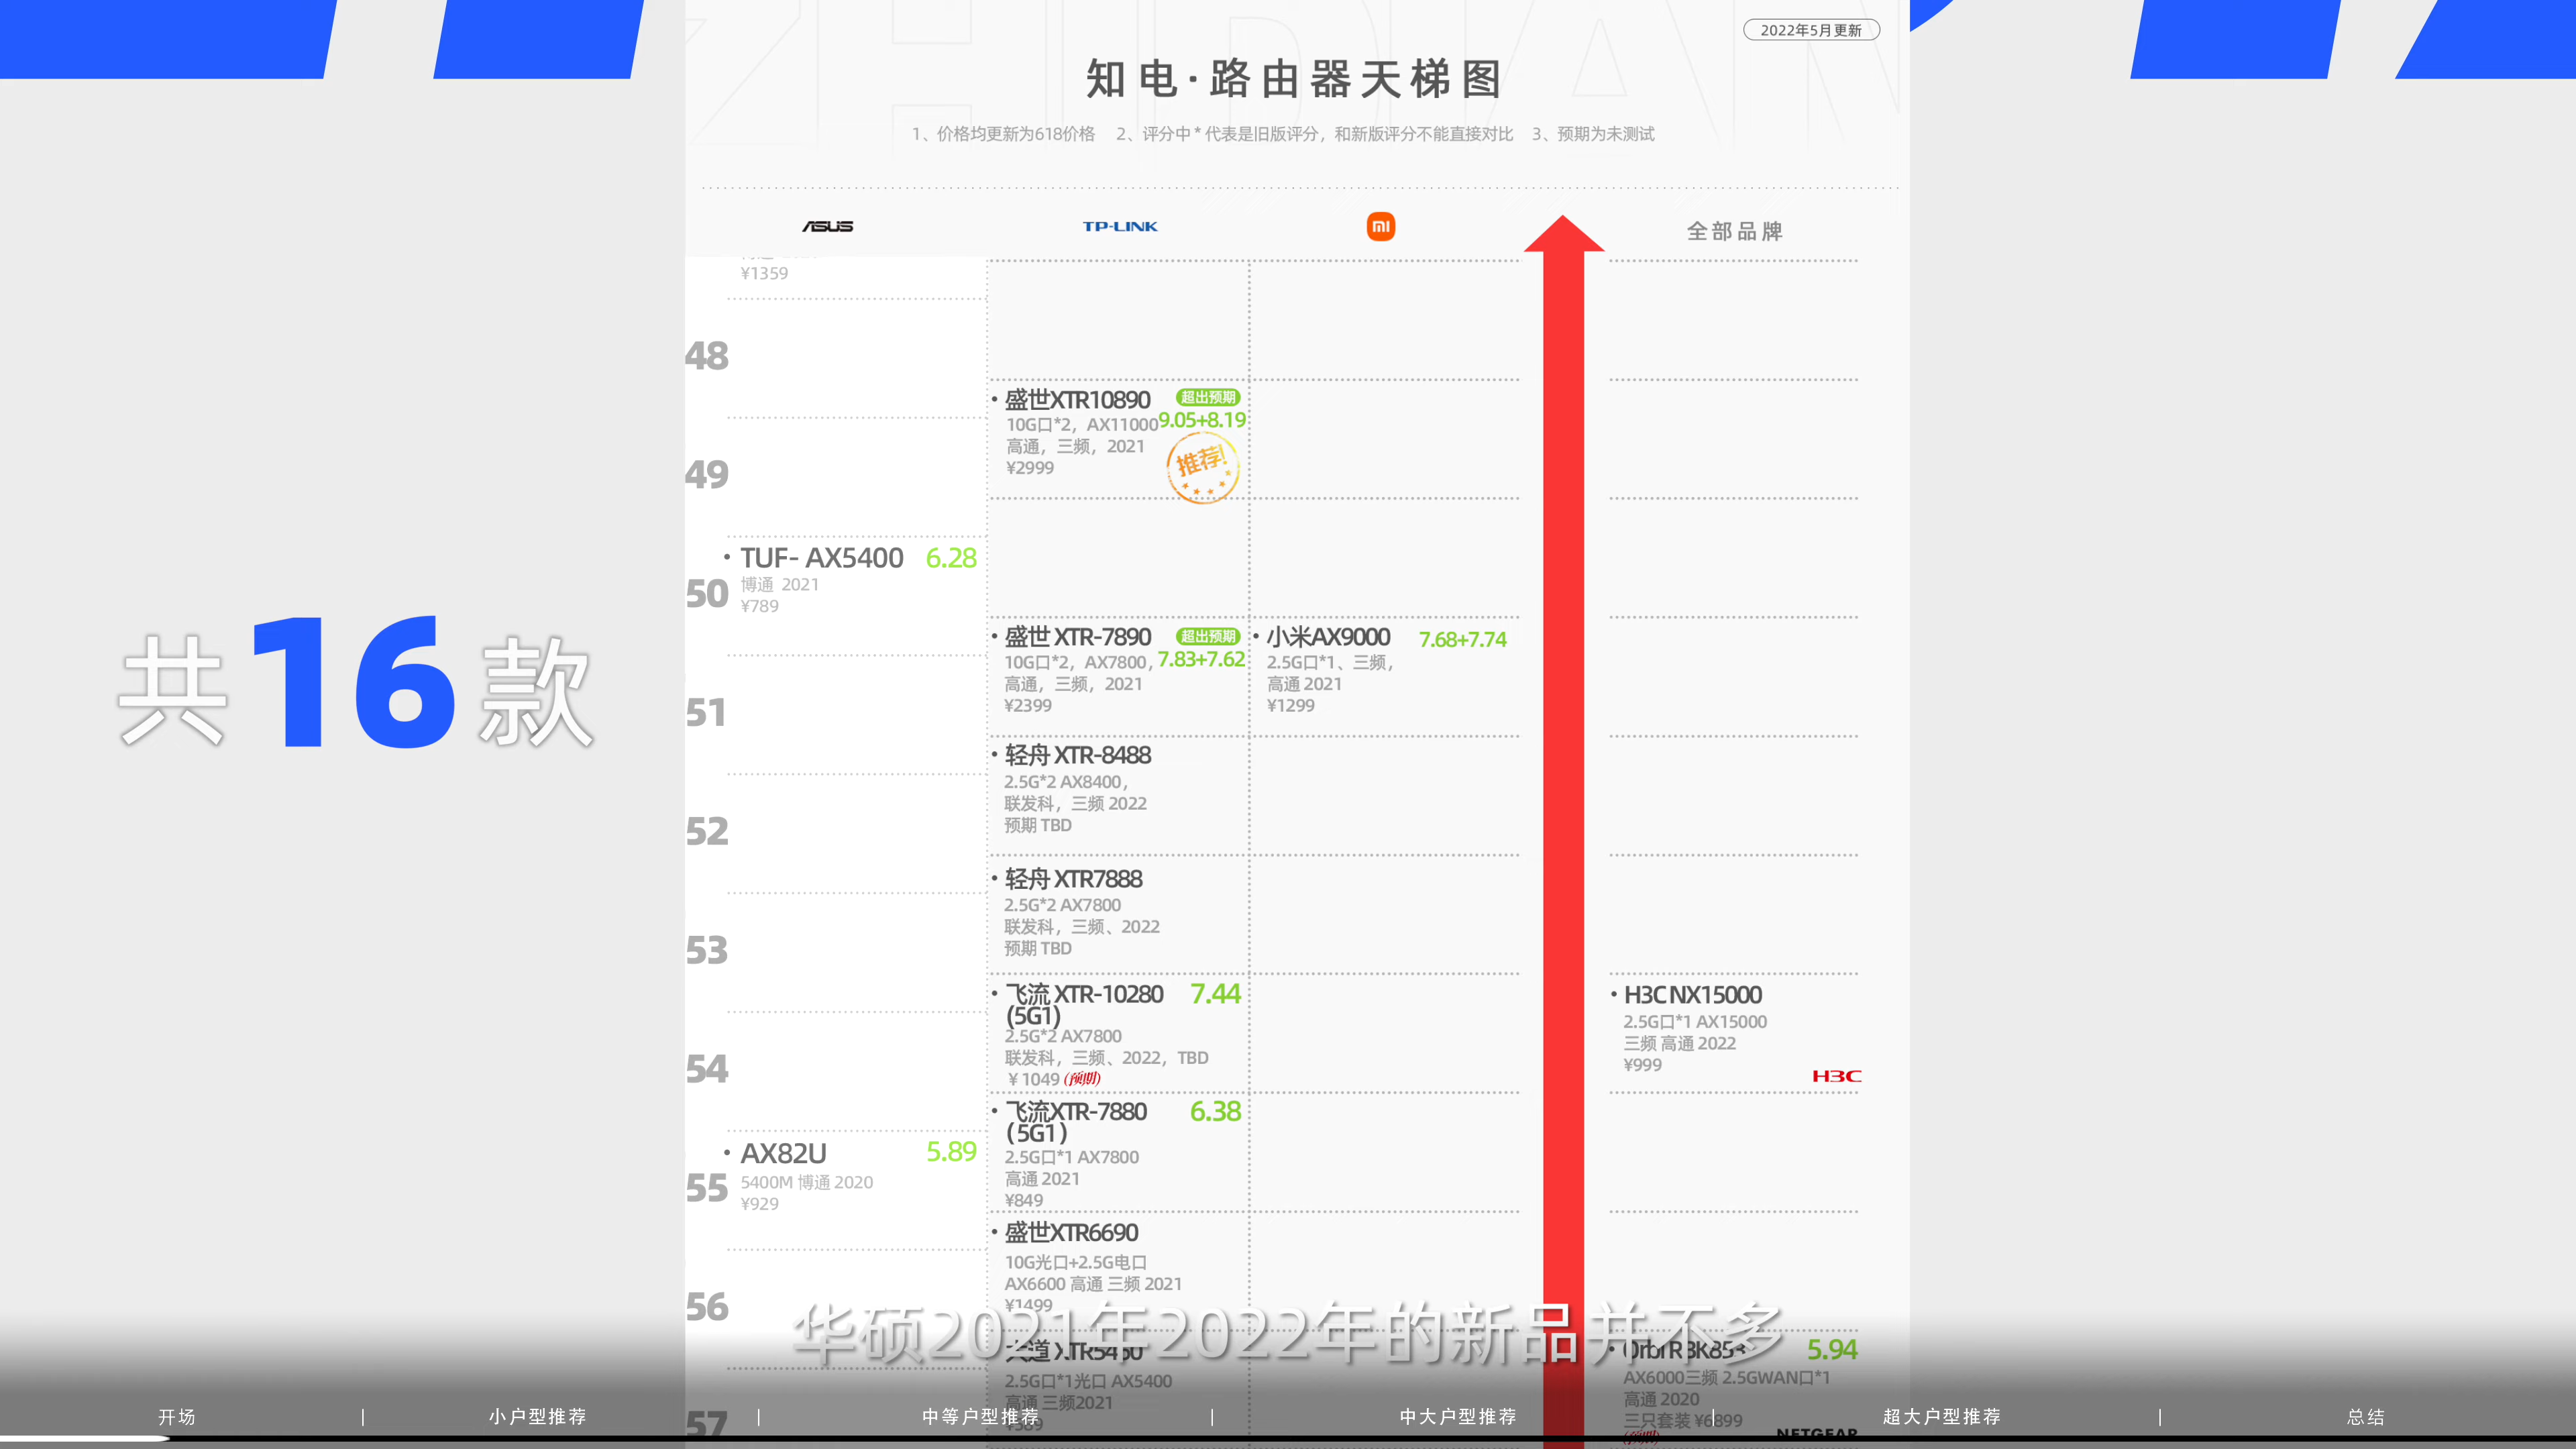 2022年5月更新
知电·路由器天梯图
1、价格均更新为618价格 2、评分中 * 代表是旧版评分，和新版评分不能直接对比 3、预期为未测试
ASUS
TP-LINK
mi
全部品牌
¥1359
48
49
50
51
52
53
54
55
56
57
• TUF- AX5400 6.28
博通 2021
¥789
• AX82U 5.89
5400M 博通 2020
¥929
• 盛世XTR10890 超出预期
10G口*2，AX11000 9.05+8.19
高通，三频，2021
¥2999
推荐!
• 盛世 XTR-7890 超出预期
10G口*2，AX7800， 7.83+7.62
高通，三频，2021
¥2399
• 轻舟 XTR-8488
2.5G*2 AX8400，
联发科，三频 2022
预期 TBD
• 轻舟 XTR7888
2.5G*2 AX7800
联发科，三频、2022
预期 TBD
• 飞流 XTR-10280 7.44
(5G1)
2.5G*2 AX7800
联发科，三频、2022，TBD
¥ 1049 (预期)
• 飞流XTR-7880 6.38
（5G1）
2.5G口*1 AX7800
高通 2021
¥849
• 盛世XTR6690
10G光口+2.5G电口
AX6600 高通 三频 2021
¥1499
XTR5460
2.5G口*1光口 AX5400
高通 三频2021
• 小米AX9000 7.68+7.74
2.5G口*1、三频，
高通 2021
¥1299
• H3C NX15000
2.5G口*1 AX15000
三频 高通 2022
¥999
H3C
• Orbi RBK853 5.94
AX6000三频 2.5GWAN口*1
高通 2020
三只套装 ¥6899
(预期)
NETGEAR
共16款
华硕2021年2022年的新品并不多
开场 | 小户型推荐 | 中等户型推荐 | 中大户型推荐 | 超大户型推荐 | 总结